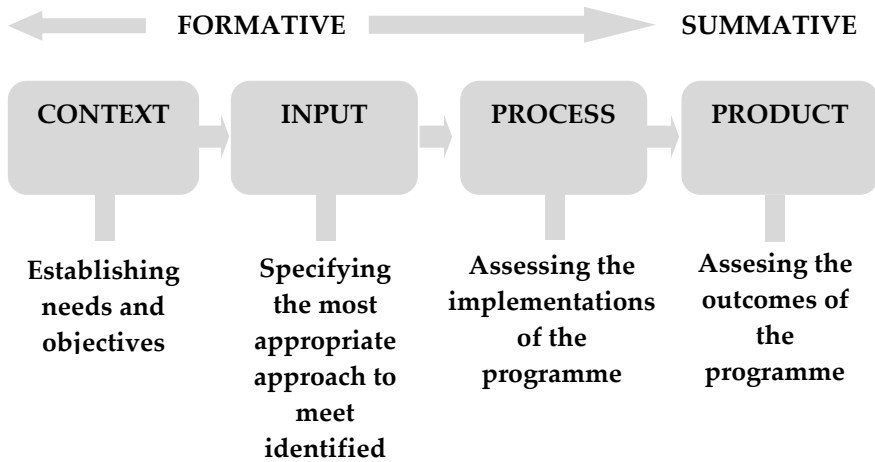 FORMATIVE SUMMATIVE
CONTEXT
INPUT
PROCESS
PRODUCT
Establishing
needs and
objectives
Specifying
the most
appropriate
approach to
meet
identified
Assessing the
implementations
of the
programme
Assesing the
outcomes of
the
programme